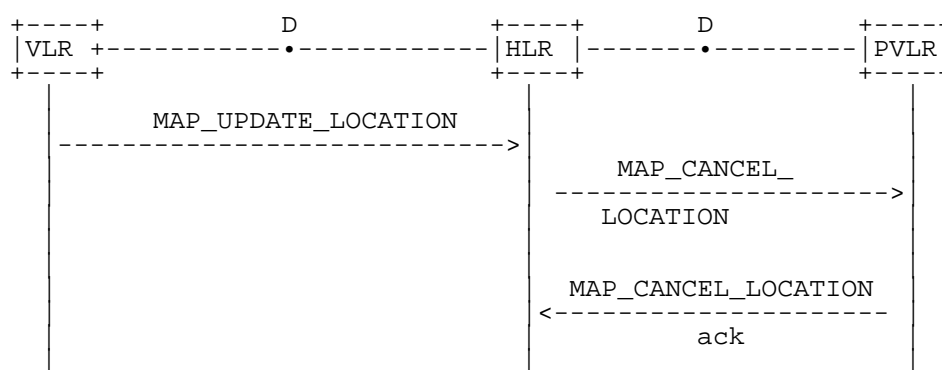 D D
VLR HLR PVLR
MAP_UPDATE_LOCATION
MAP_CANCEL_
LOCATION
MAP_CANCEL_LOCATION
ack